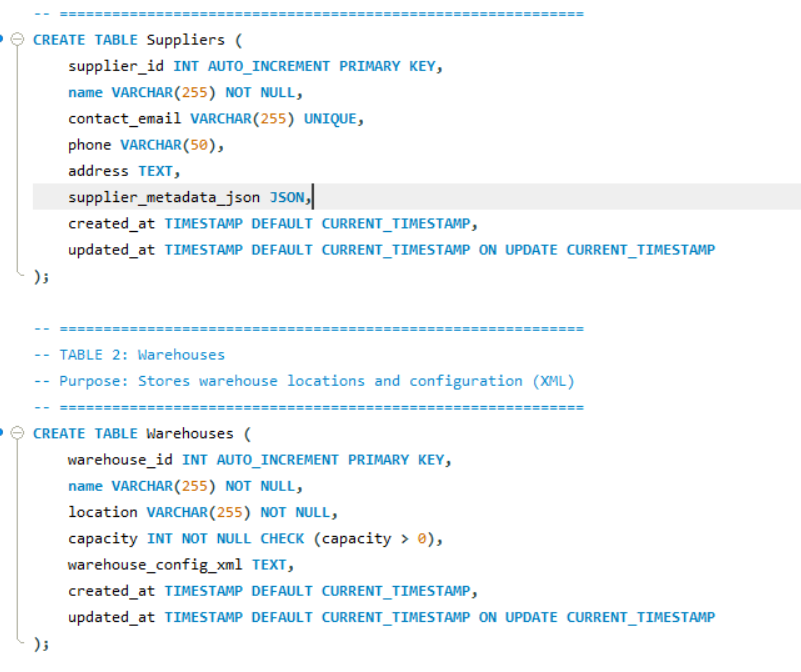 -- ============================================================
CREATE TABLE Suppliers (
supplier_id INT AUTO_INCREMENT PRIMARY KEY,
name VARCHAR(255) NOT NULL,
contact_email VARCHAR(255) UNIQUE,
phone VARCHAR(50),
address TEXT,
supplier_metadata_json JSON,
created_at TIMESTAMP DEFAULT CURRENT_TIMESTAMP,
updated_at TIMESTAMP DEFAULT CURRENT_TIMESTAMP ON UPDATE CURRENT_TIMESTAMP
);
-- ============================================================
-- TABLE 2: Warehouses
-- Purpose: Stores warehouse locations and configuration (XML)
-- ============================================================
CREATE TABLE Warehouses (
warehouse_id INT AUTO_INCREMENT PRIMARY KEY,
name VARCHAR(255) NOT NULL,
location VARCHAR(255) NOT NULL,
capacity INT NOT NULL CHECK (capacity > 0),
warehouse_config_xml TEXT,
created_at TIMESTAMP DEFAULT CURRENT_TIMESTAMP,
updated_at TIMESTAMP DEFAULT CURRENT_TIMESTAMP ON UPDATE CURRENT_TIMESTAMP
);